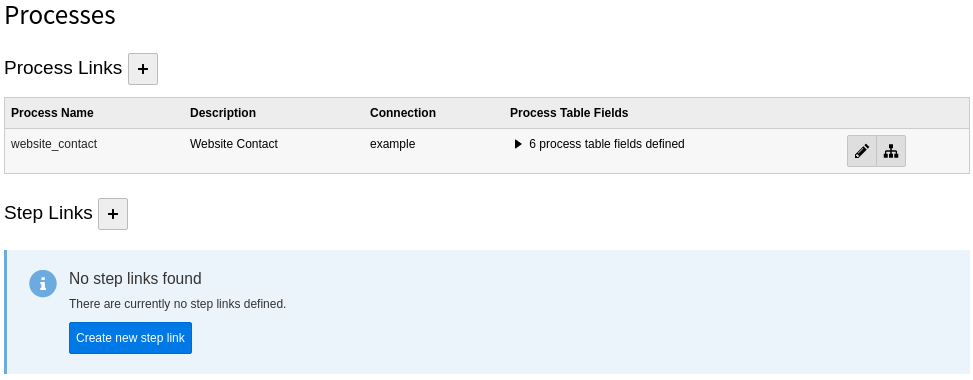 Processes
Process Links
Process Name Description Connection Process Table Fields
website_contact Website Contact example 6 process table fields defined
Step Links
No step links found
There are currently no step links defined.
Create new step link